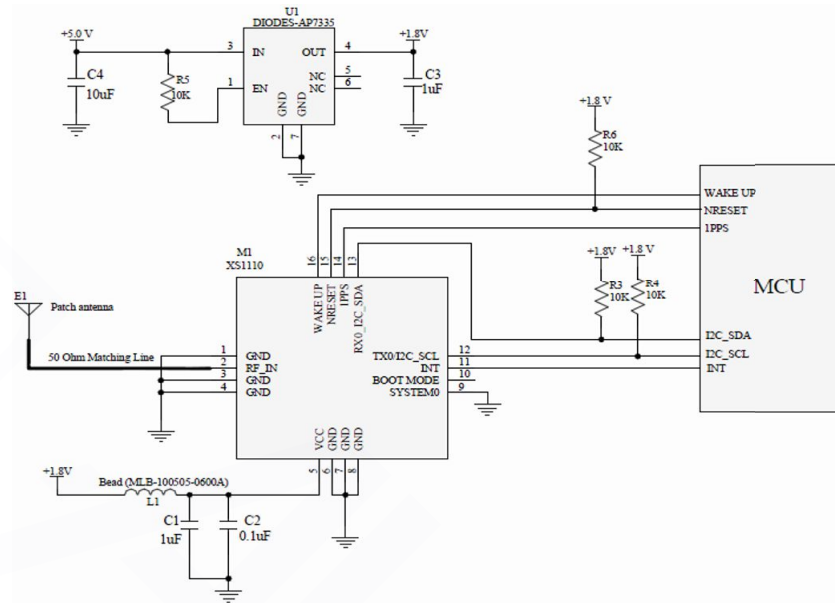 U1
DIODES-AP7335
+5.0 V
3
IN
OUT
4
+1.8V
C4
10uF
R5
10K
1
EN
NC
5
NC
6
C3
1uF
GND
GND
2
7
+1.8 V
R6
10K
WAKE UP
NRESET
1PPS
M1
XS1110
16
15
14
13
WAKE UP
NRESET
1PPS
RX0_I2C_SDA
+1.8V
+1.8 V
R3
10K
R4
10K
MCU
E1
Patch antenna
50 Ohm Matching Line
1
GND
2
RF_IN
3
GND
4
GND
TX0/I2C_SCL
12
INT
11
BOOT MODE
10
SYSTEM0
9
I2C_SDA
I2C_SCL
INT
VCC
GND
GND
GND
5
6
7
8
+1.8V
Bead (MLB-100505-0600A)
L1
C1
1uF
C2
0.1uF